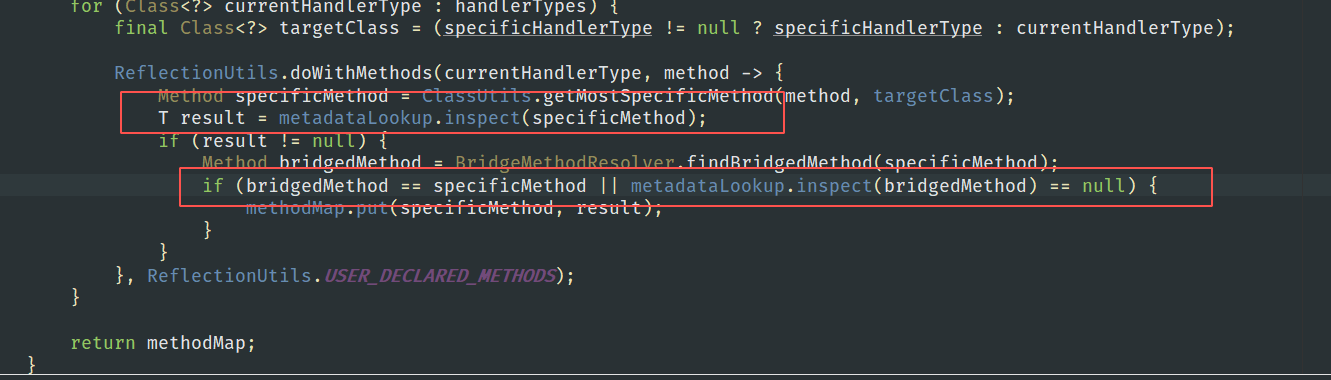 for (Class<?> currentHandlerType : handlerTypes) {
final Class<?> targetClass = (specificHandlerType != null ? specificHandlerType : currentHandlerType);
ReflectionUtils.doWithMethods(currentHandlerType, method -> {
Method specificMethod = ClassUtils.getMostSpecificMethod(method, targetClass);
T result = metadataLookup.inspect(specificMethod);
if (result != null) {
Method bridgedMethod = BridgeMethodResolver.findBridgedMethod(specificMethod);
if (bridgedMethod == specificMethod || metadataLookup.inspect(bridgedMethod) == null) {
methodMap.put(specificMethod, result);
}
}
}, ReflectionUtils.USER_DECLARED_METHODS);
}
return methodMap;
}